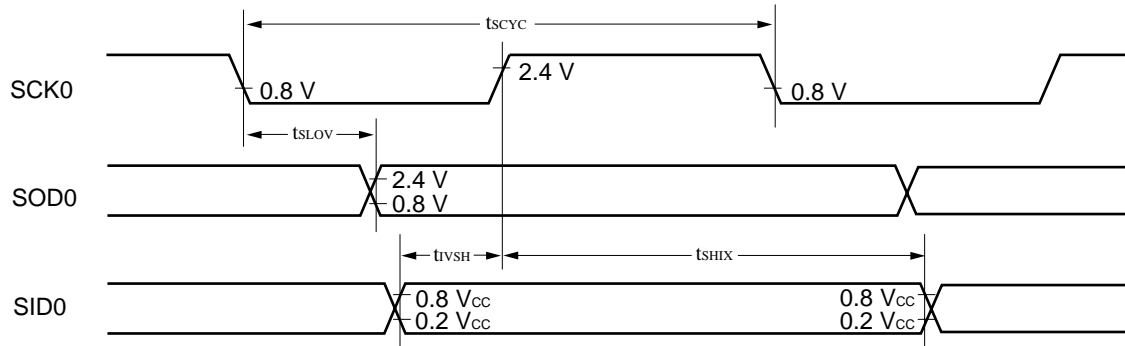 tSCYC
SCK0
0.8 V
2.4 V
0.8 V
tSLOV
SOD0
2.4 V
0.8 V
tIVSH
tSHIX
SID0
0.8 VCC
0.2 VCC
0.8 VCC
0.2 VCC